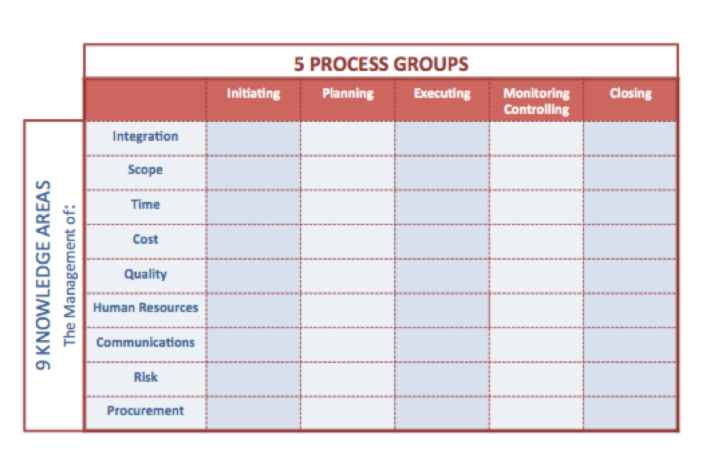 5 PROCESS GROUPS
Initiating
Planning
Executing
Monitoring
Controlling
Closing
9 KNOWLEDGE AREAS
The Management of:
Integration
Scope
Time
Cost
Quality
Human Resources
Communications
Risk
Procurement